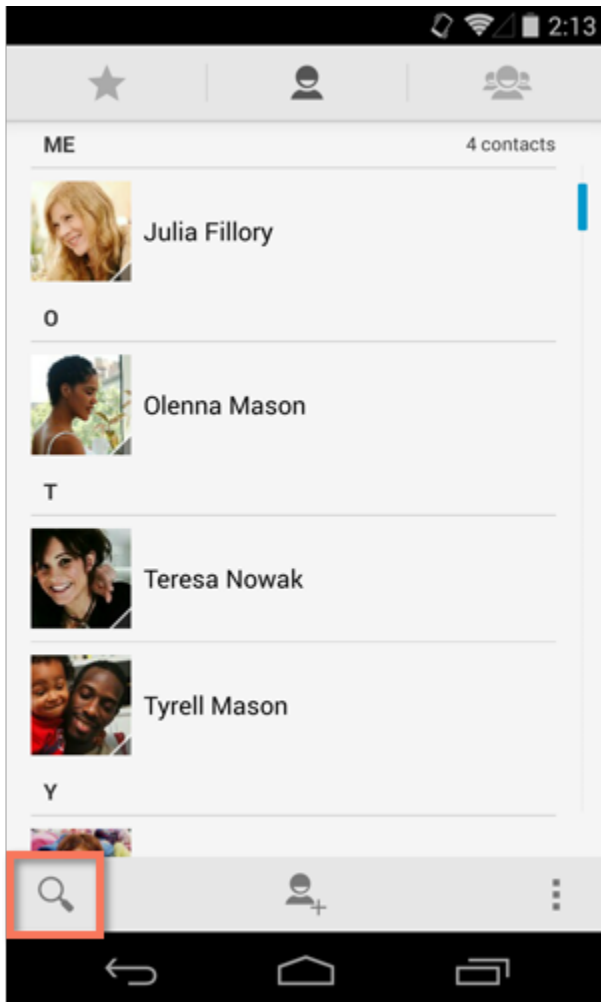 2:13
ME 4 contacts
Julia Fillory
O
Olenna Mason
T
Teresa Nowak
Tyrell Mason
Y